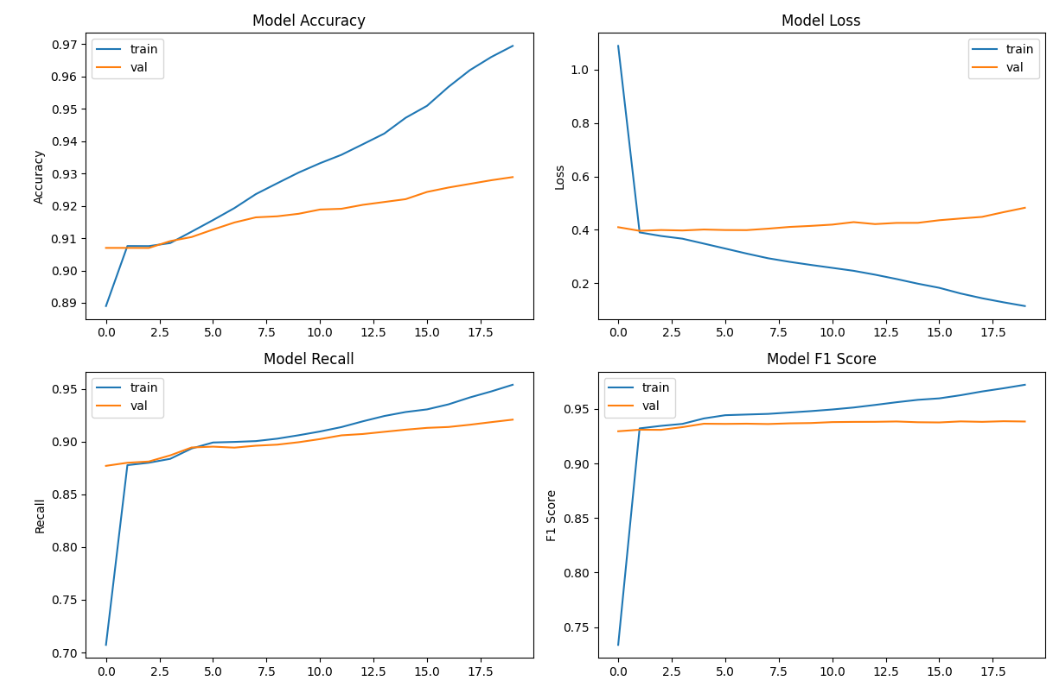 Model Accuracy
train
val
Accuracy
0.97
0.96
0.95
0.94
0.93
0.92
0.91
0.90
0.89
0.0 2.5 5.0 7.5 10.0 12.5 15.0 17.5
Model Loss
train
val
Loss
1.0
0.8
0.6
0.4
0.2
0.0 2.5 5.0 7.5 10.0 12.5 15.0 17.5
Model Recall
train
val
Recall
0.95
0.90
0.85
0.80
0.75
0.70
0.0 2.5 5.0 7.5 10.0 12.5 15.0 17.5
Model F1 Score
train
val
F1 Score
0.95
0.90
0.85
0.80
0.75
0.0 2.5 5.0 7.5 10.0 12.5 15.0 17.5